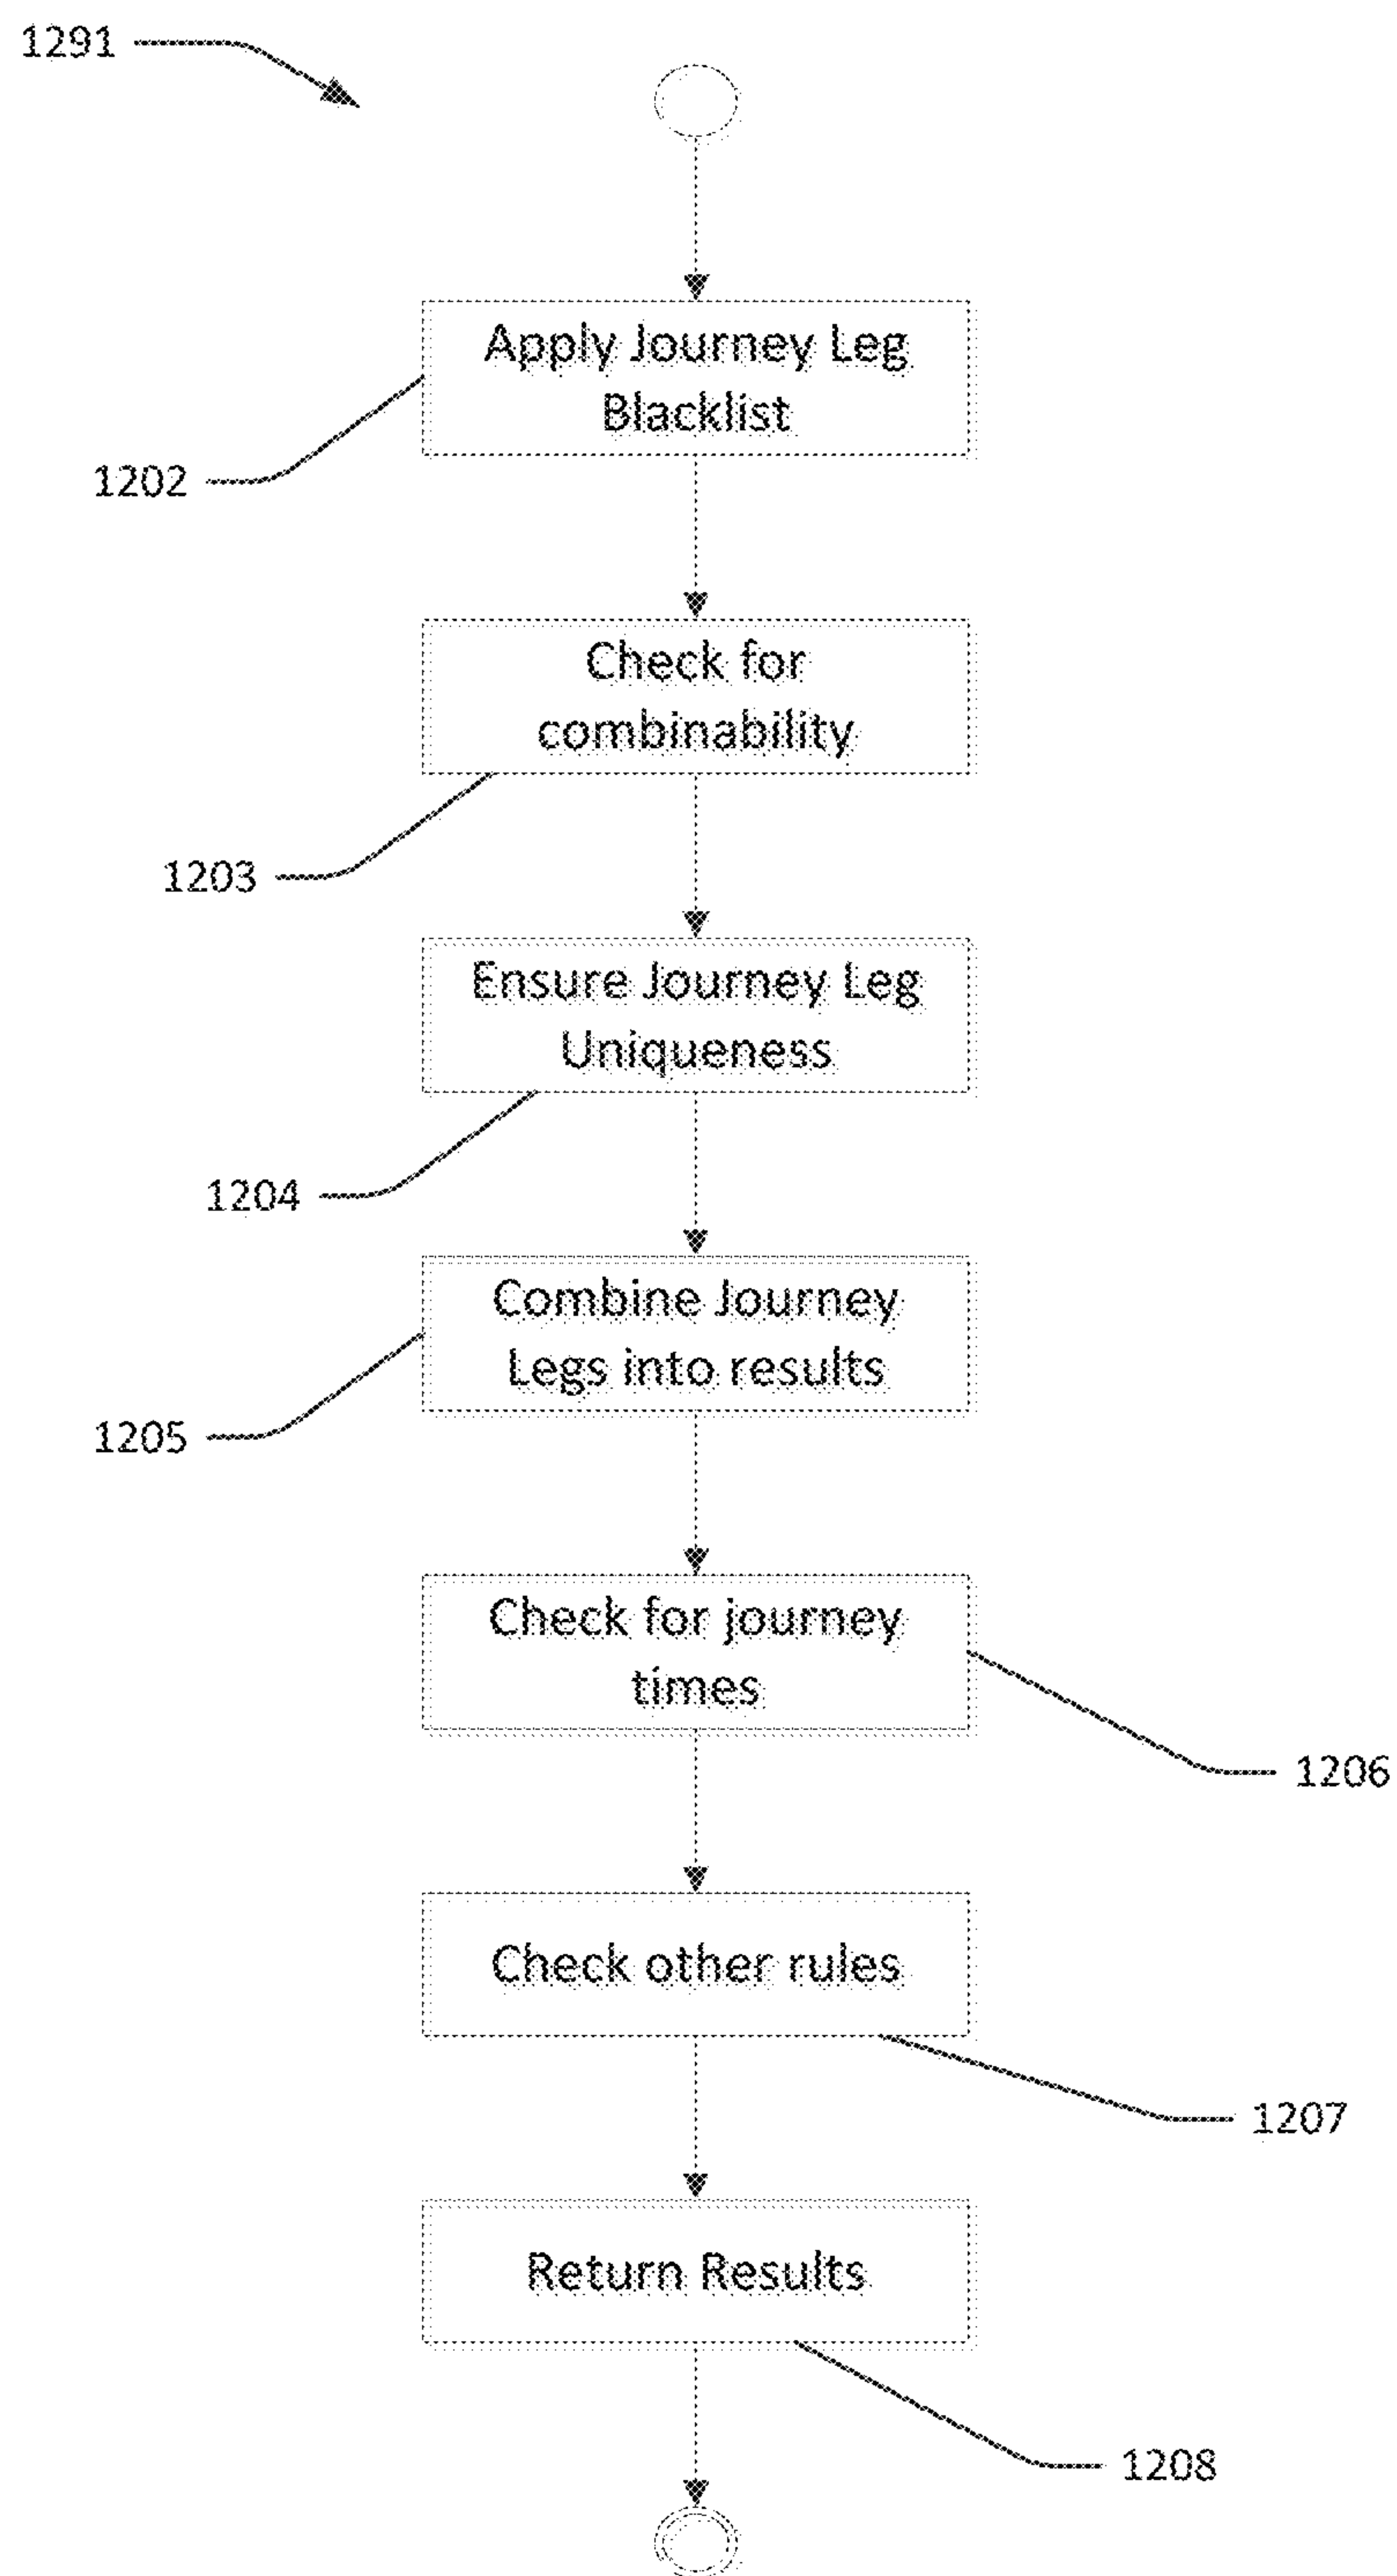 1291
Apply Journey Leg
Blacklist
1202
Check for
combinability
1203
Ensure Journey Leg
Uniqueness
1204
Combine Journey
Legs into results
1205
Check for journey
times
1206
Check other rules
1207
Return Results
1208